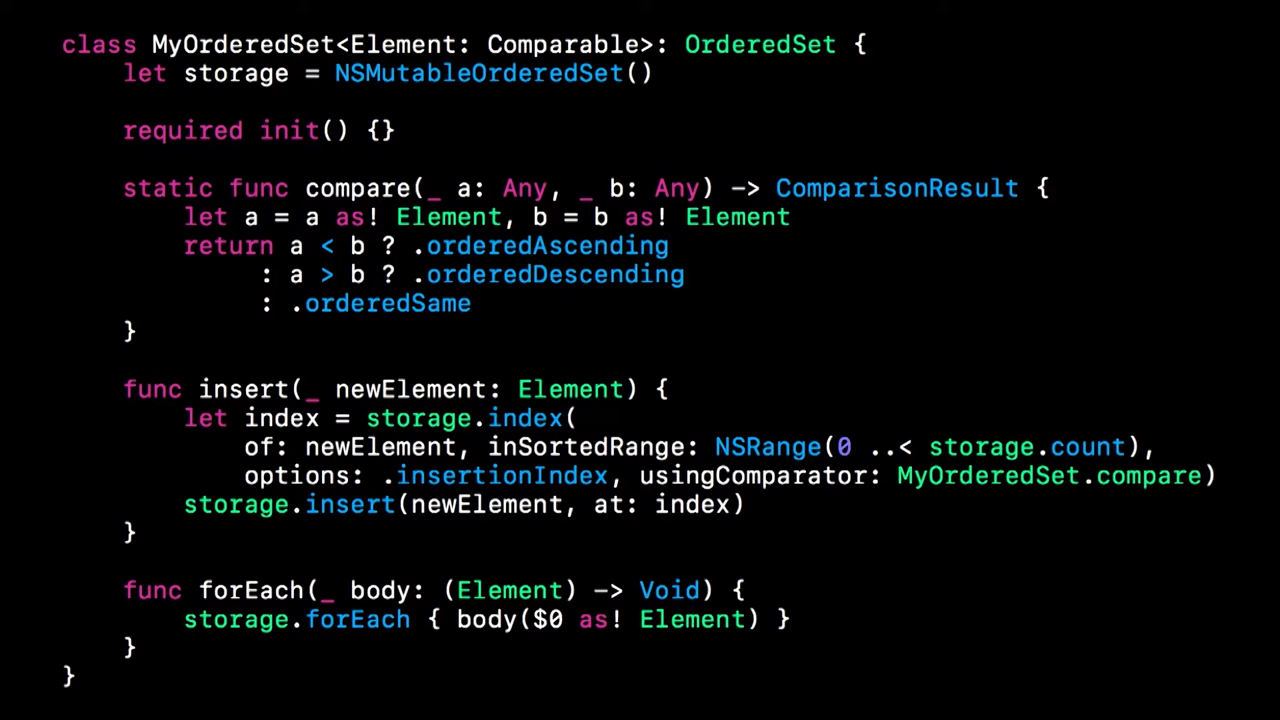 class MyOrderedSet<Element: Comparable>: OrderedSet {
    let storage = NSMutableOrderedSet()

    required init() {}

    static func compare(_ a: Any, _ b: Any) -> ComparisonResult {
        let a = a as! Element, b = b as! Element
        return a < b ? .orderedAscending
             : a > b ? .orderedDescending
             : .orderedSame
    }

    func insert(_ newElement: Element) {
        let index = storage.index(
            of: newElement, inSortedRange: NSRange(0 ..< storage.count),
            options: .insertionIndex, usingComparator: MyOrderedSet.compare)
        storage.insert(newElement, at: index)
    }

    func forEach(_ body: (Element) -> Void) {
        storage.forEach { body($0 as! Element) }
    }
}